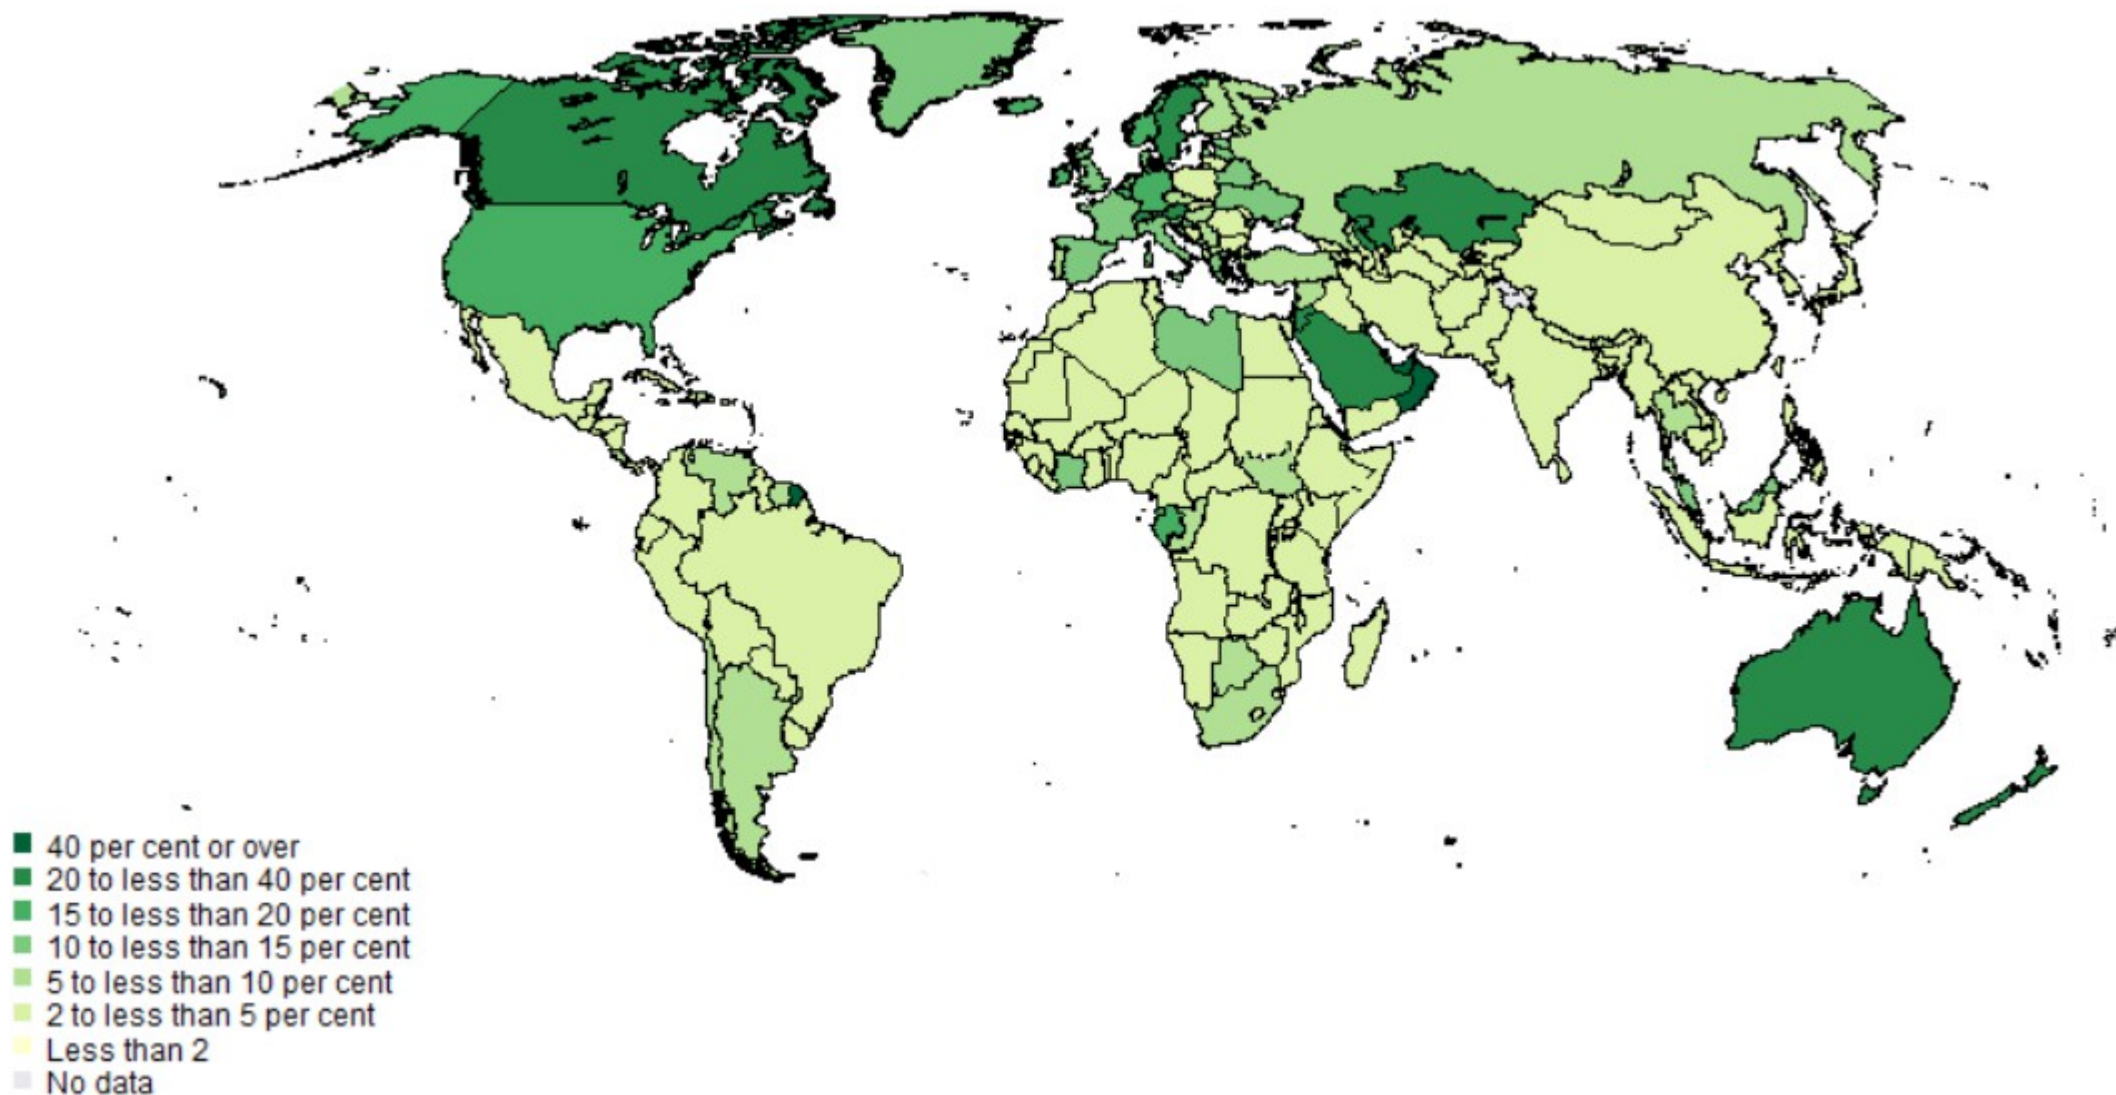 40 per cent or over
20 to less than 40 per cent
15 to less than 20 per cent
10 to less than 15 per cent
5 to less than 10 per cent
2 to less than 5 per cent
Less than 2
No data